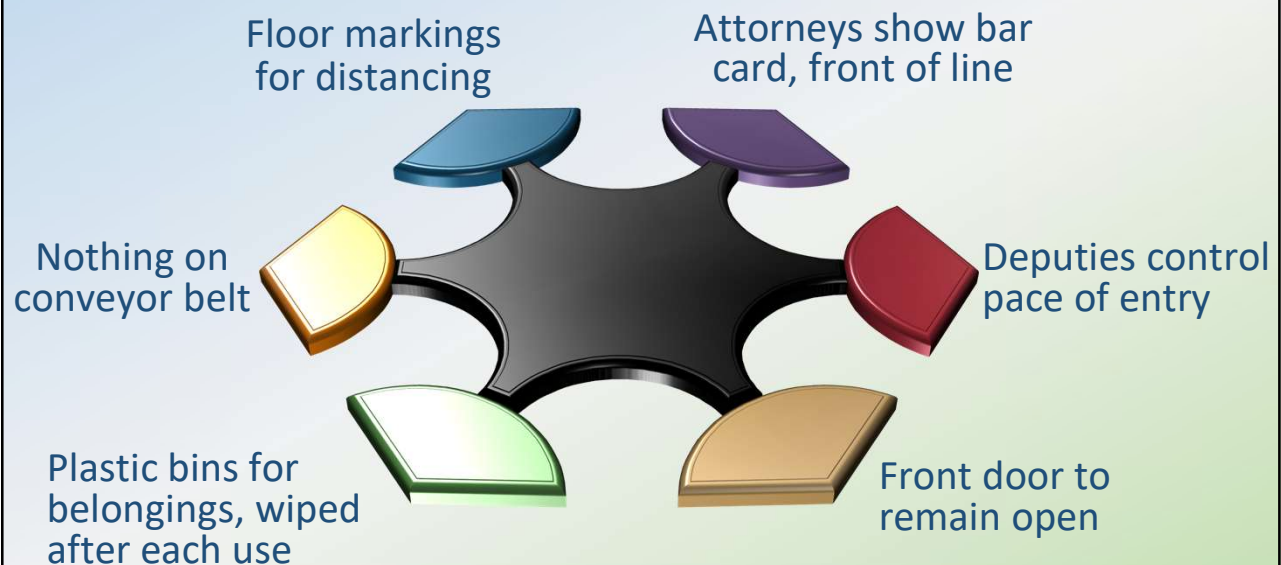 Floor markings
for distancing
Attorneys show bar
card, front of line
Nothing on
conveyor belt
Deputies control
pace of entry
Plastic bins for
belongings, wiped
after each use
Front door to
remain open